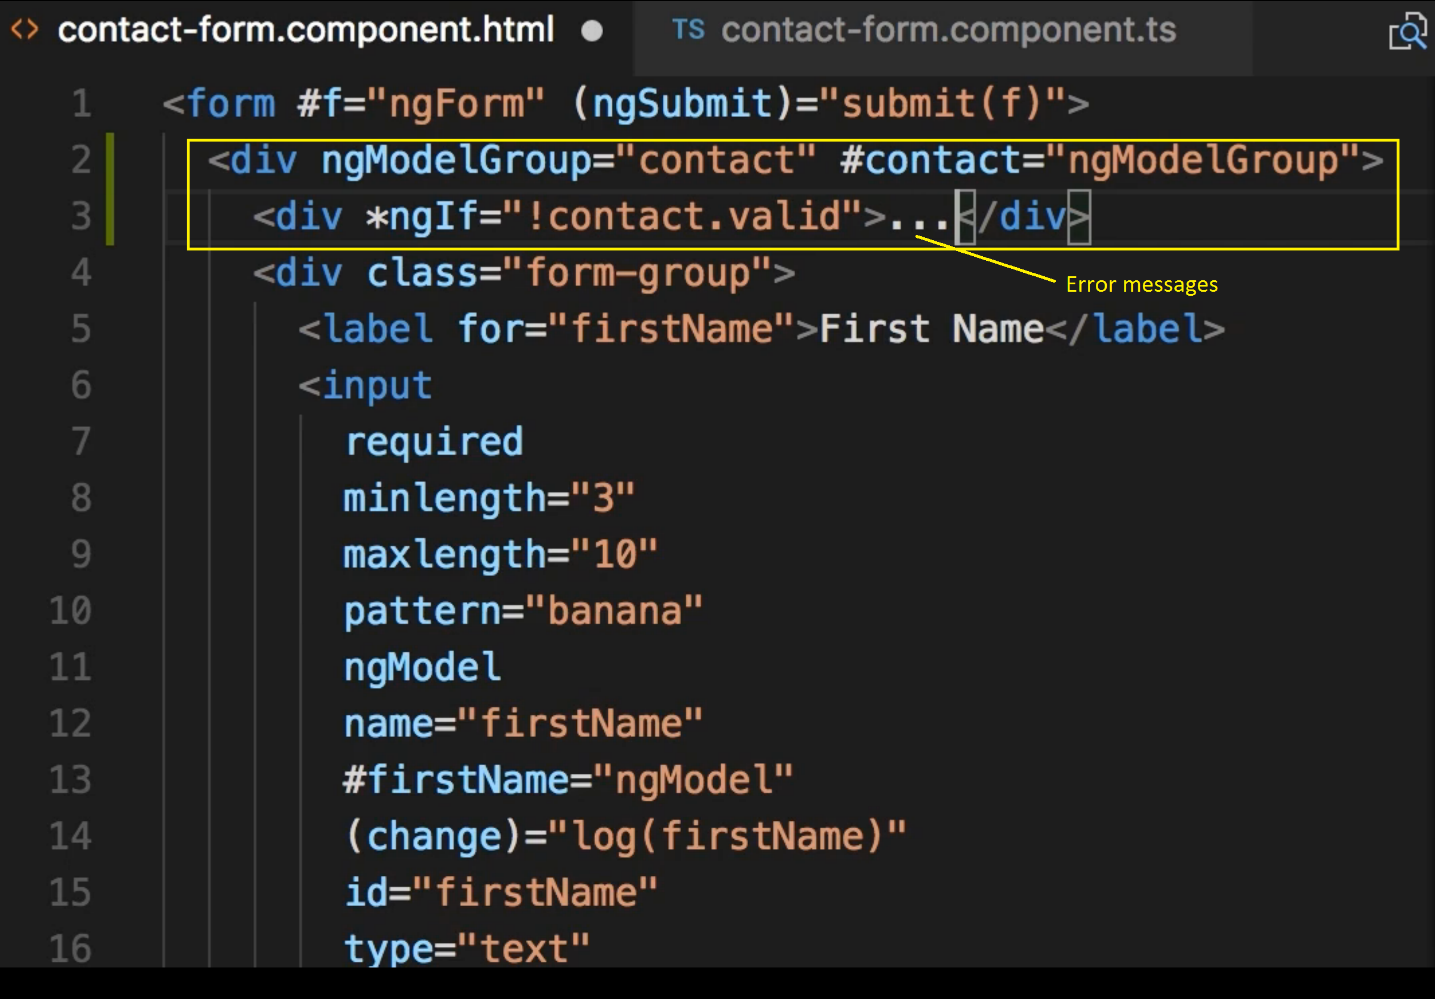 <> contact-form.component.html ● TS contact-form.component.ts
1 <form #f="ngForm" (ngSubmit)="submit(f)">
2 <div ngModelGroup="contact" #contact="ngModelGroup">
3 <div *ngIf="!contact.valid">...</div>
4 <div class="form-group">
Error messages
5 <label for="firstName">First Name</label>
6 <input
7 required
8 minlength="3"
9 maxlength="10"
10 pattern="banana"
11 ngModel
12 name="firstName"
13 #firstName="ngModel"
14 (change)="log(firstName)"
15 id="firstName"
16 type="text"